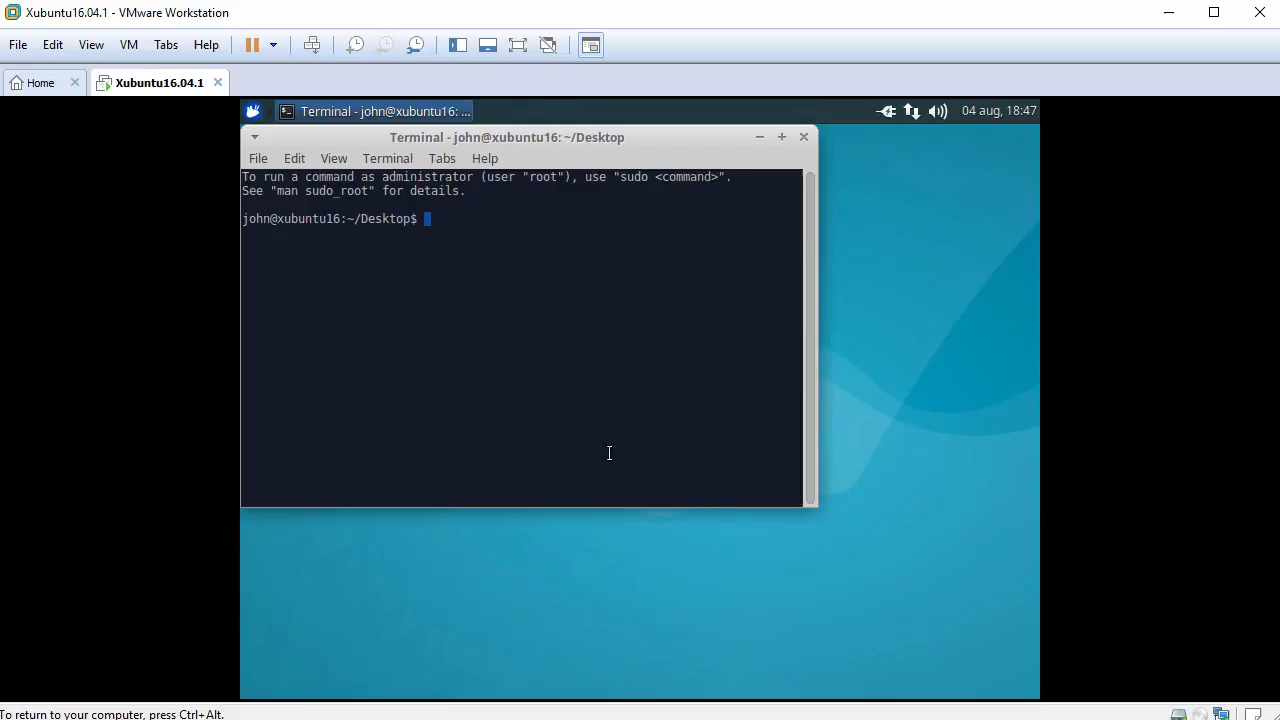 Xubuntu16.04.1 - VMware Workstation
File Edit View VM Tabs Help
Home Xubuntu16.04.1
Terminal - john@xubuntu16: ... 04 aug, 18:47
Terminal - john@xubuntu16: ~/Desktop
File Edit View Terminal Tabs Help
To run a command as administrator (user "root"), use "sudo <command>".
See "man sudo_root" for details.
john@xubuntu16:~/Desktop$
To return to your computer, press Ctrl+Alt.